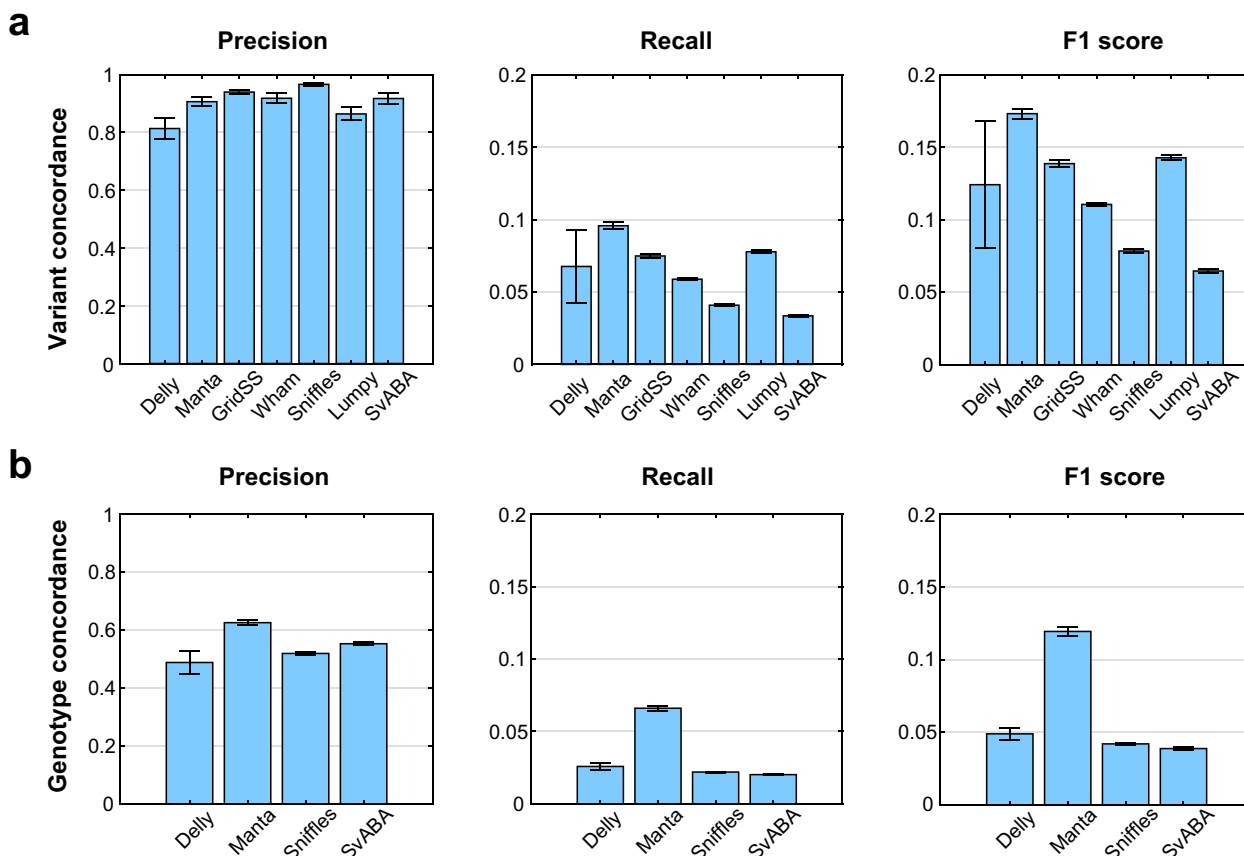 a
Precision
Recall
F1 score
Variant concordance
1
0.8
0.6
0.4
0.2
0
Delly
Manta
GridSS
Wham
Sniffles
Lumpy
SvABA
0.2
0.15
0.1
0.05
0
Delly
Manta
GridSS
Wham
Sniffles
Lumpy
SvABA
0.2
0.15
0.1
0.05
0
Delly
Manta
GridSS
Wham
Sniffles
Lumpy
SvABA
b
Precision
Recall
F1 score
Genotype concordance
1
0.8
0.6
0.4
0.2
0
Delly
Manta
Sniffles
SvABA
0.2
0.15
0.1
0.05
0
Delly
Manta
Sniffles
SvABA
0.2
0.15
0.1
0.05
0
Delly
Manta
Sniffles
SvABA